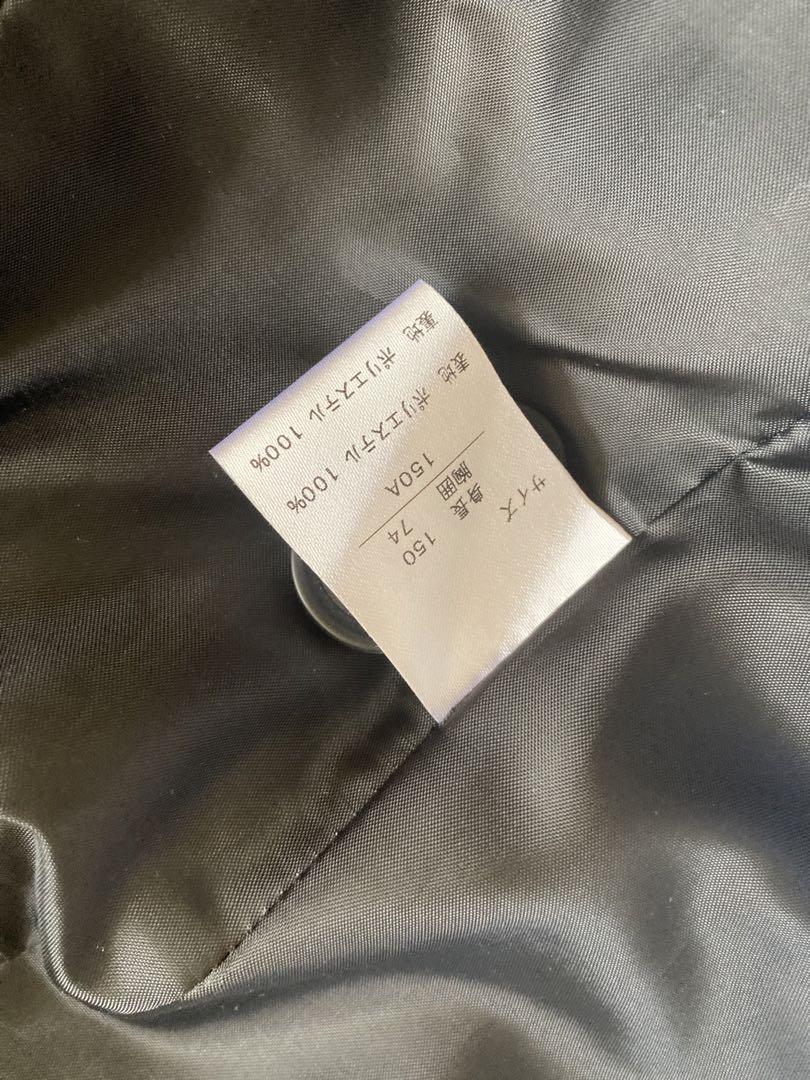 サイズ
身長 150
胸囲 74
150A
表地 ポリエステル 100%
裏地 ポリエステル 100%